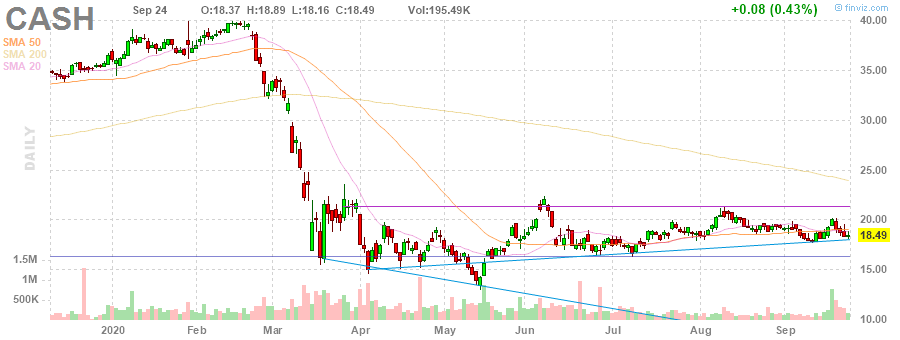 CASH Sep 24 O:18.37 H:18.89 L:18.16 C:18.49 Vol:195.49K +0.08 (0.43%) © finviz.com
SMA 50
SMA 200
SMA 20
DAILY
40.00
35.00
30.00
25.00
20.00
18.49
15.00
10.00
1.5M
1M
500K
2020 Feb Mar Apr May Jun Jul Aug Sep